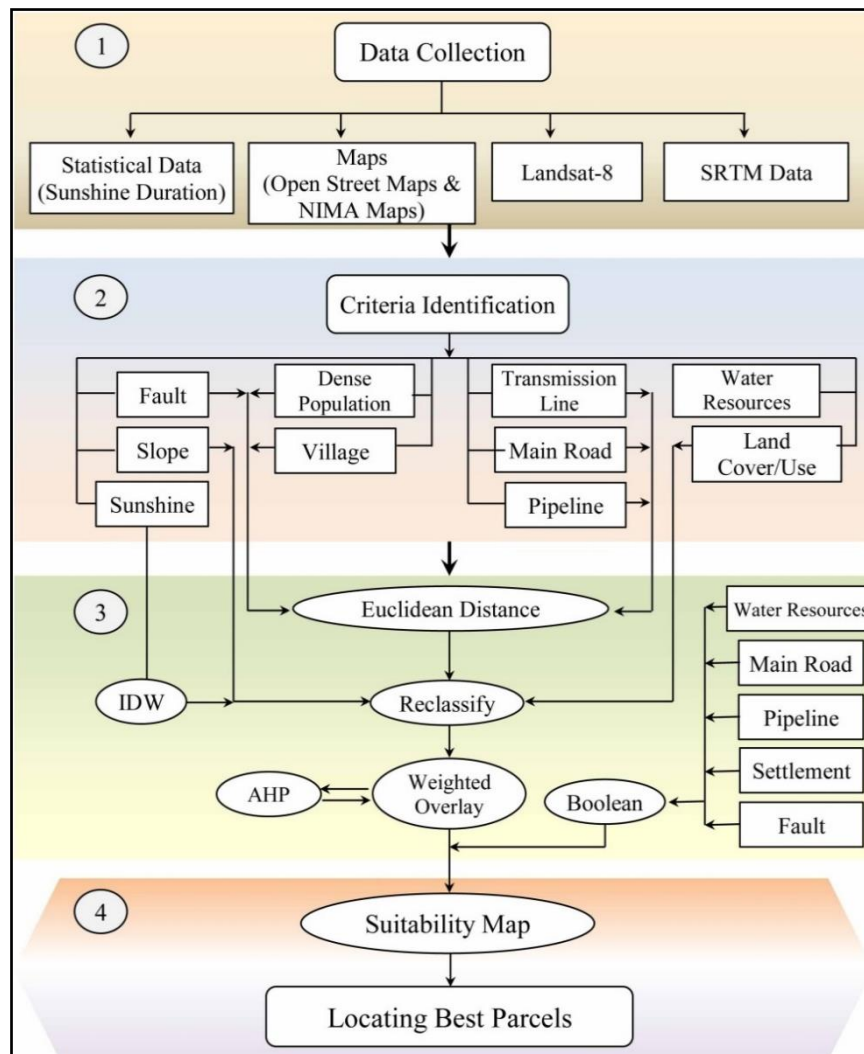 1
Data Collection
Statistical Data
(Sunshine Duration)
Maps
(Open Street Maps &
NIMA Maps)
Landsat-8
SRTM Data
2
Criteria Identification
Fault
Dense
Population
Transmission
Line
Water
Resources
Slope
Village
Main Road
Land
Cover/Use
Sunshine
Pipeline
3
Euclidean Distance
Water Resources
Main Road
IDW
Reclassify
Pipeline
AHP
Weighted
Overlay
Boolean
Settlement
Fault
4
Suitability Map
Locating Best Parcels